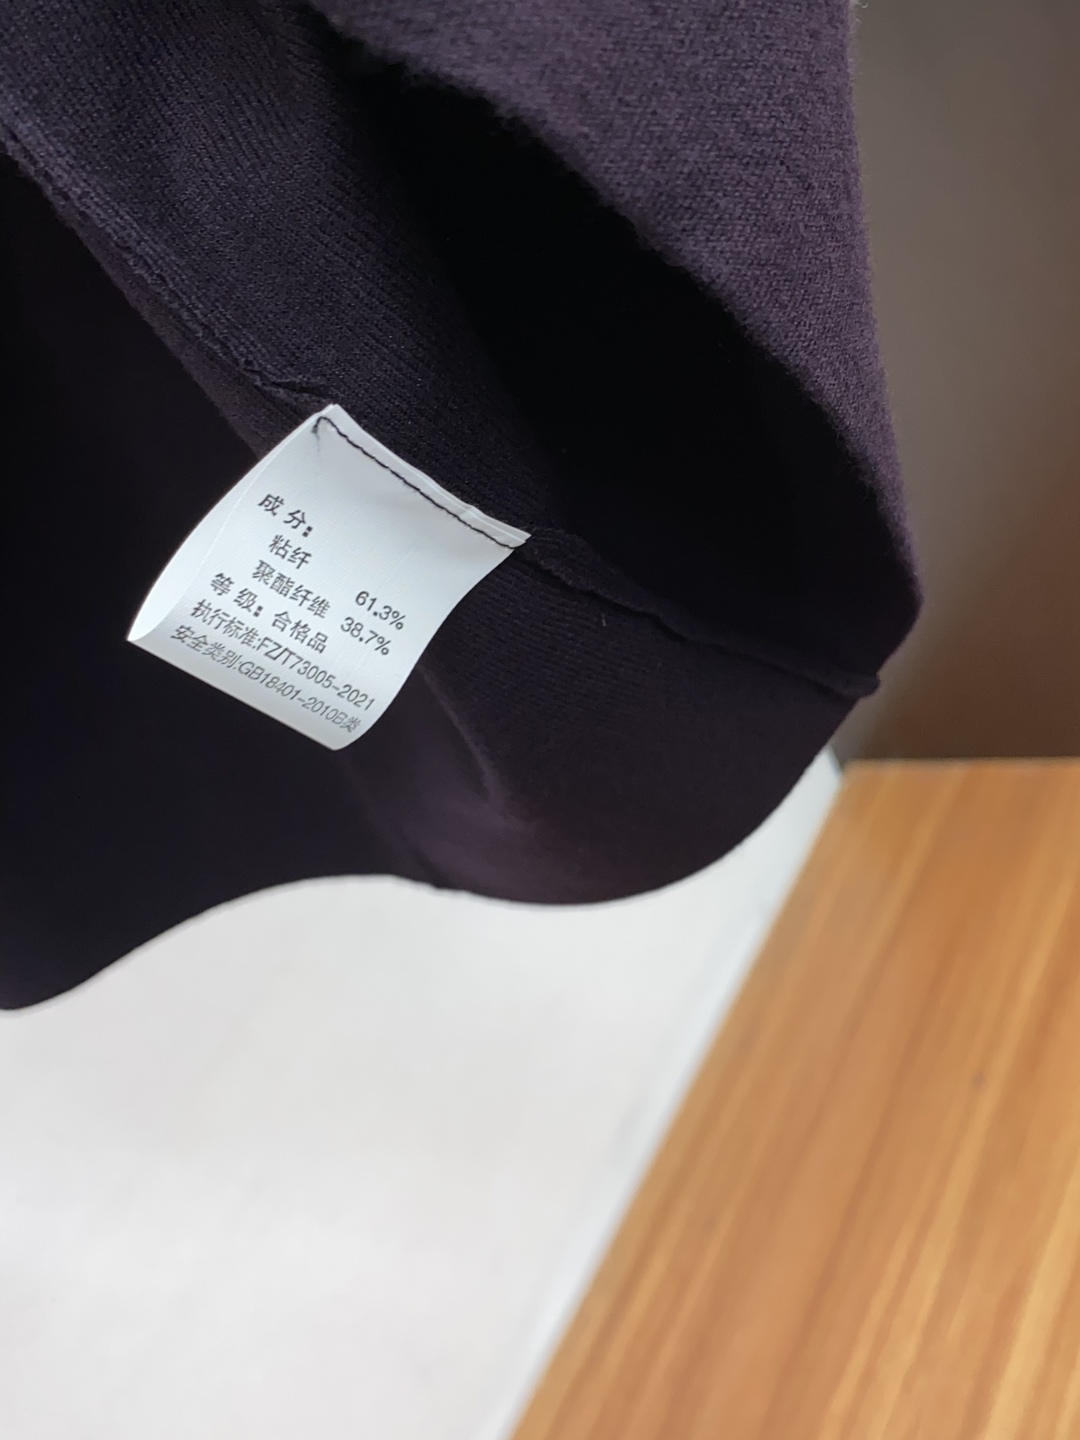 成 分：
粘纤 61.3%
聚酯纤维 38.7%
等 级：合格品
执行标准:FZ/T73005-2021
安全类别:GB18401-2010B类